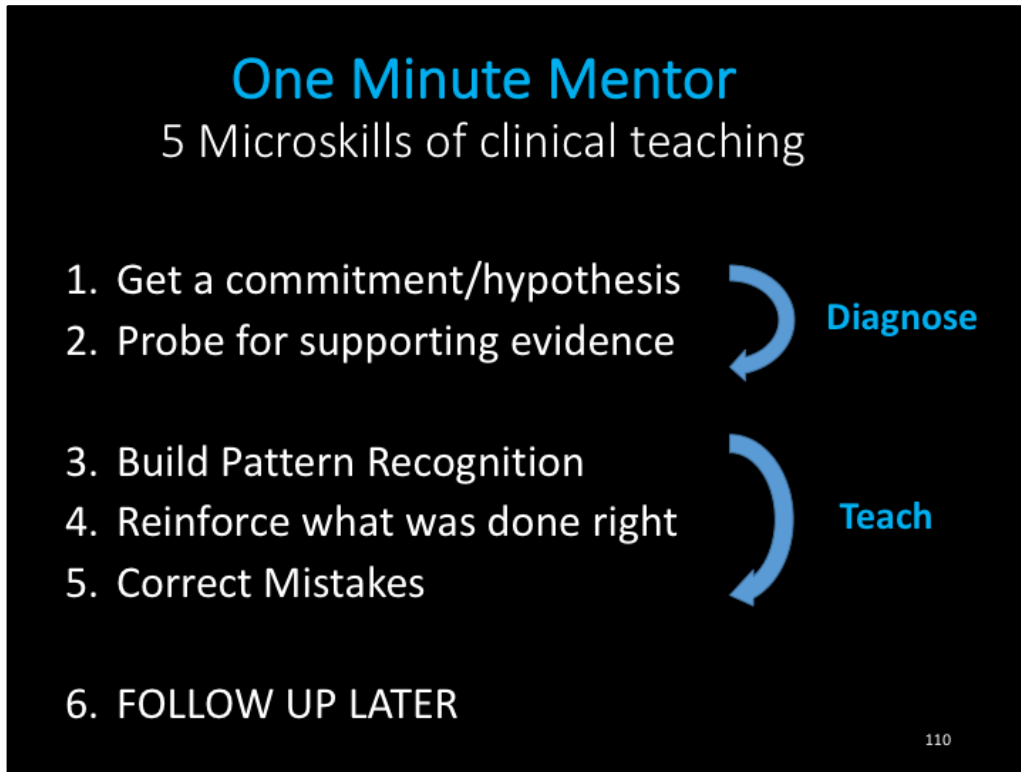 One Minute Mentor
5 Microskills of clinical teaching
1. Get a commitment/hypothesis
2. Probe for supporting evidence
Diagnose
3. Build Pattern Recognition
4. Reinforce what was done right
5. Correct Mistakes
Teach
6. FOLLOW UP LATER
110